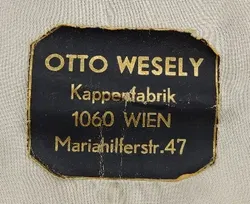 OTTO WESELY
Kappenfabrik
1060 WIEN
Mariahilferstr.47